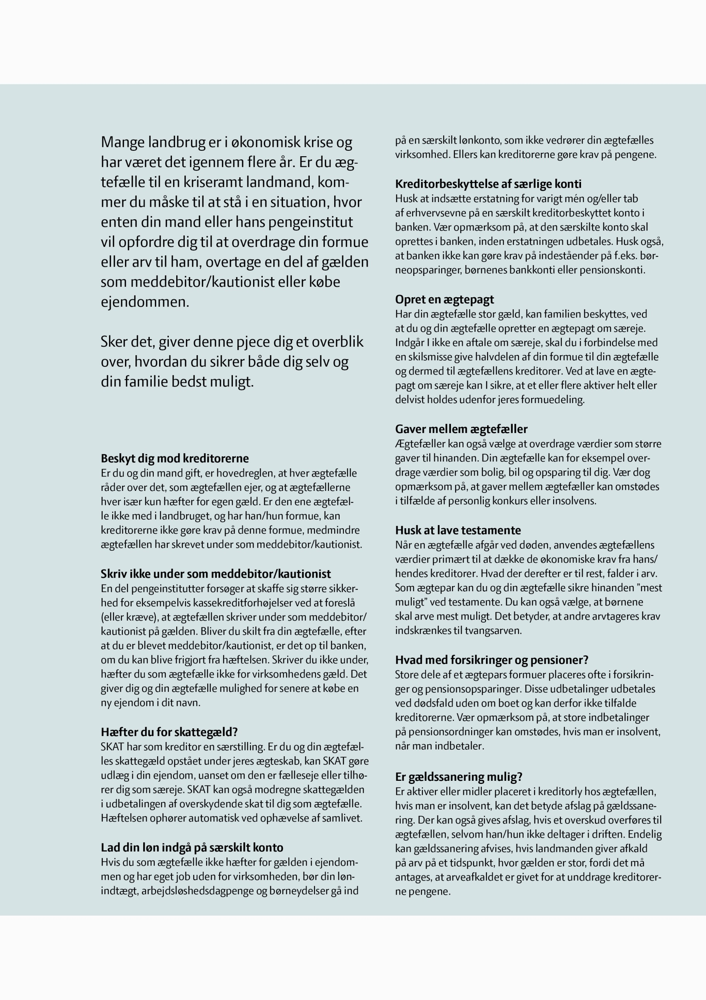 Mange landbrug er i økonomisk krise og
har været det igennem flere år. Er du æg-
tefælle til en kriseramt landmand, kom-
mer du måske til at stå i en situation, hvor
enten din mand eller hans pengeinstitut
vil opfordre dig til at overdrage din formue
eller arv til ham, overtage en del af gælden
som meddebitor/kautionist eller købe
ejendommen.
Sker det, giver denne pjece dig et overblik
over, hvordan du sikrer både dig selv og
din familie bedst muligt.
Beskyt dig mod kreditorerne
Er du og din mand gift, er hovedreglen, at hver ægtefælle
råder over det, som ægtefællen ejer, og at ægtefællerne
hver især kun hæfter for egen gæld. Er den ene ægtefæl-
le ikke med i landbruget, og har han/hun formue, kan
kreditorerne ikke gøre krav på denne formue, medmindre
ægtefællen har skrevet under som meddebitor/kautionist.
Skriv ikke under som meddebitor/kautionist
En del pengeinstitutter forsøger at skaffe sig større sikker-
hed for eksempelvis kassekreditforhøjelser ved at foreslå
(eller kræve), at ægtefællen skriver under som meddebitor/
kautionist på gælden. Bliver du skilt fra din ægtefælle, efter
at du er blevet meddebitor/kautionist, er det op til banken,
om du kan blive frigjort fra hæftelsen. Skriver du ikke under,
hæfter du som ægtefælle ikke for virksomhedens gæld. Det
giver dig og din ægtefælle mulighed for senere at købe en
ny ejendom i dit navn.
Hæfter du for skattegæld?
SKAT har som kreditor en særstilling. Er du og din ægtefæl-
les skattegæld opstået under jeres ægteskab, kan SKAT gøre
udlæg i din ejendom, uanset om den er fælleseje eller tilhø-
rer dig som særeje. SKAT kan også modregne skattegælden
i udbetalingen af overskydende skat til dig som ægtefælle.
Hæftelsen ophører automatisk ved ophævelse af samlivet.
Lad din løn indgå på særskilt konto
Hvis du som ægtefælle ikke hæfter for gælden i ejendom-
men og har eget job uden for virksomheden, bør din løn-
indtægt, arbejdsløshedsdagpenge og børneydelser gå ind
på en særskilt lønkonto, som ikke vedrører din ægtefælles
virksomhed. Ellers kan kreditorerne gøre krav på pengene.
Kreditorbeskyttelse af særlige konti
Husk at indsætte erstatning for varigt mén og/eller tab
af erhvervsevne på en særskilt kreditorbeskyttet konto i
banken. Vær opmærksom på, at den særskilte konto skal
oprettes i banken, inden erstatningen udbetales. Husk også,
at banken ikke kan gøre krav på indeståender på f.eks. bør-
neopsparinger, børnenes bankkonti eller pensionskonti.
Opret en ægtepagt
Har din ægtefælle stor gæld, kan familien beskyttes, ved
at du og din ægtefælle opretter en ægtepagt om særeje.
Indgår I ikke en aftale om særeje, skal du i forbindelse med
en skilsmisse give halvdelen af din formue til din ægtefælle
og dermed til ægtefællens kreditorer. Ved at lave en ægte-
pagt om særeje kan I sikre, at et eller flere aktiver helt eller
delvist holdes udenfor jeres formuedeling.
Gaver mellem ægtefæller
Ægtefæller kan også vælge at overdrage værdier som større
gaver til hinanden. Din ægtefælle kan for eksempel over-
drage værdier som bolig, bil og opsparing til dig. Vær dog
opmærksom på, at gaver mellem ægtefæller kan omstødes
i tilfælde af personlig konkurs eller insolvens.
Husk at lave testamente
Når en ægtefælle afgår ved døden, anvendes ægtefællens
værdier primært til at dække de økonomiske krav fra hans/
hendes kreditorer. Hvad der derefter er til rest, falder i arv.
Som ægtepar kan du og din ægtefælle sikre hinanden ”mest
muligt” ved testamente. Du kan også vælge, at børnene
skal arve mest muligt. Det betyder, at andre arvtageres krav
indskrænkes til tvangsarven.
Hvad med forsikringer og pensioner?
Store dele af et ægtepars formuer placeres ofte i forsikrin-
ger og pensionsopsparinger. Disse udbetalinger udbetales
ved dødsfald uden om boet og kan derfor ikke tilfalde
kreditorerne. Vær opmærksom på, at store indbetalinger
på pensionsordninger kan omstødes, hvis man er insolvent,
når man indbetaler.
Er gældssanering mulig?
Er aktiver eller midler placeret i kreditorly hos ægtefællen,
hvis man er insolvent, kan det betyde afslag på gældssane-
ring. Der kan også gives afslag, hvis et overskud overføres til
ægtefællen, selvom han/hun ikke deltager i driften. Endelig
kan gældssanering afvises, hvis landmanden giver afkald
på arv på et tidspunkt, hvor gælden er stor, fordi det må
antages, at arveafkaldet er givet for at unddrage kreditorer-
ne pengene.